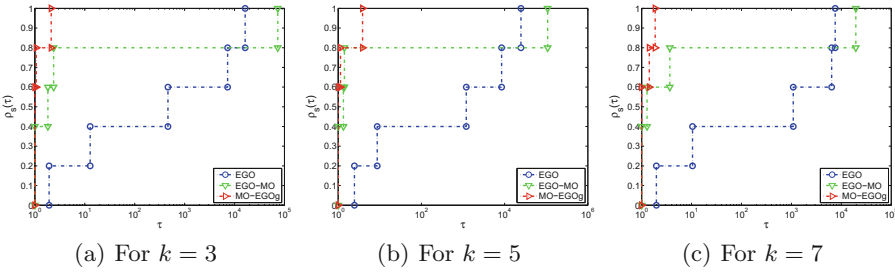 1
0.9
0.8
0.7
0.6
0.5
0.4
0.3
0.2
0.1
0
ρs(τ)
10^0 10^1 10^2 10^3 10^4 10^5
τ
EGO
EGO−MO
MO−EGOg
(a) For k = 3
1
0.9
0.8
0.7
0.6
0.5
0.4
0.3
0.2
0.1
0
ρs(τ)
10^0 10^2 10^4 10^6
τ
EGO
EGO−MO
MO−EGOg
(b) For k = 5
1
0.9
0.8
0.7
0.6
0.5
0.4
0.3
0.2
0.1
0
ρs(τ)
10^0 10^1 10^2 10^3 10^4 10^5
τ
EGO
EGO−MO
MO−EGOg
(c) For k = 7